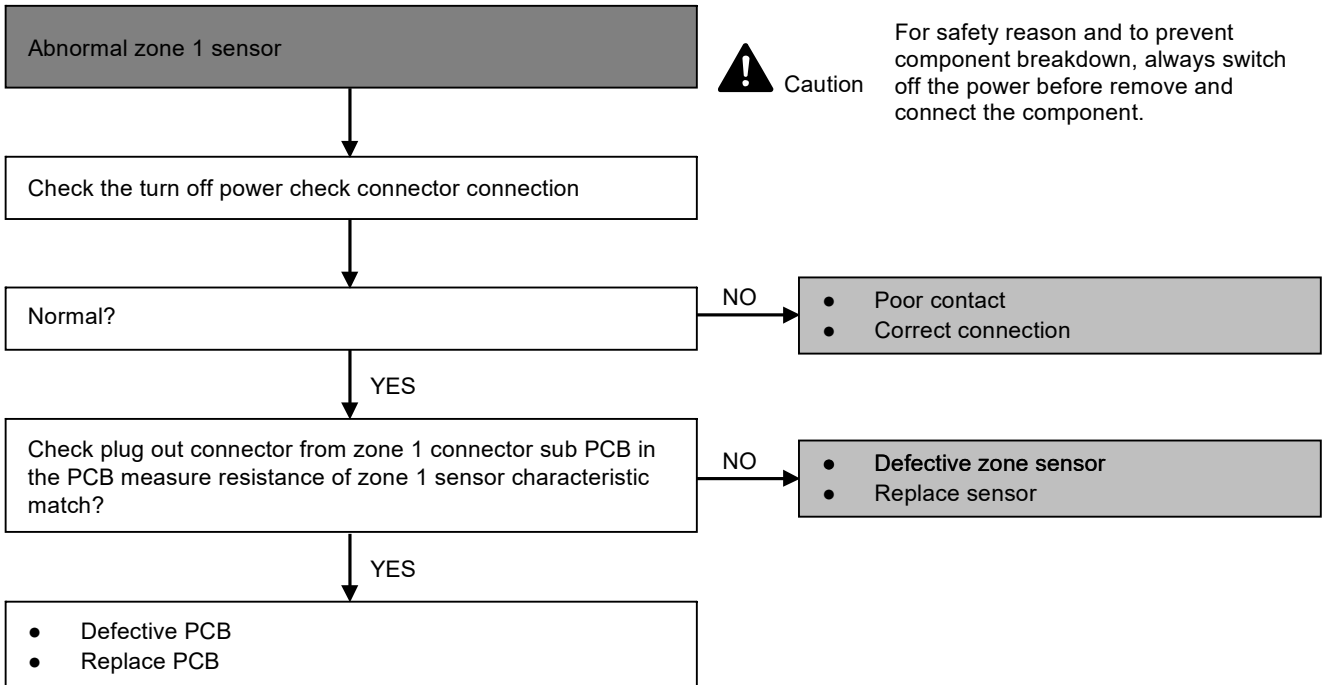 Abnormal zone 1 sensor
Caution
For safety reason and to prevent
component breakdown, always switch
off the power before remove and
connect the component.
Check the turn off power check connector connection
Normal?
NO
● Poor contact
● Correct connection
YES
Check plug out connector from zone 1 connector sub PCB in
the PCB measure resistance of zone 1 sensor characteristic
match?
NO
● Defective zone sensor
● Replace sensor
YES
● Defective PCB
● Replace PCB